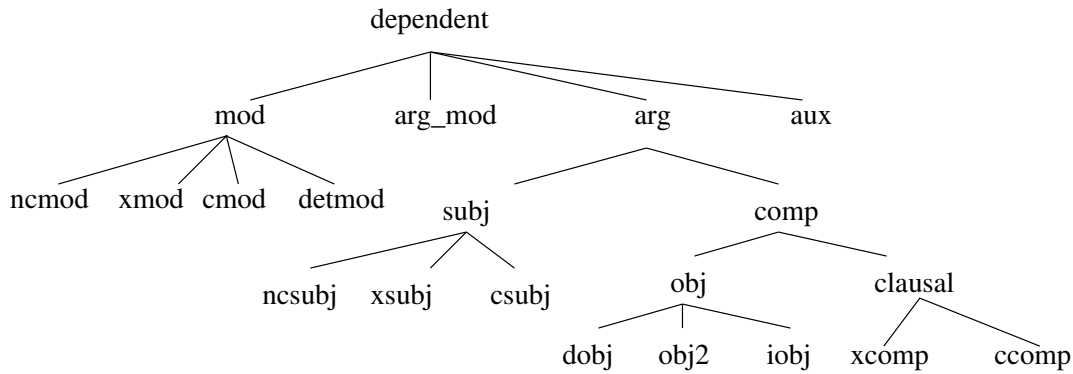 dependent
mod arg_mod arg aux
ncmod xmod cmod detmod
subj comp
ncsubj xsubj csubj obj clausal
dobj obj2 iobj xcomp ccomp